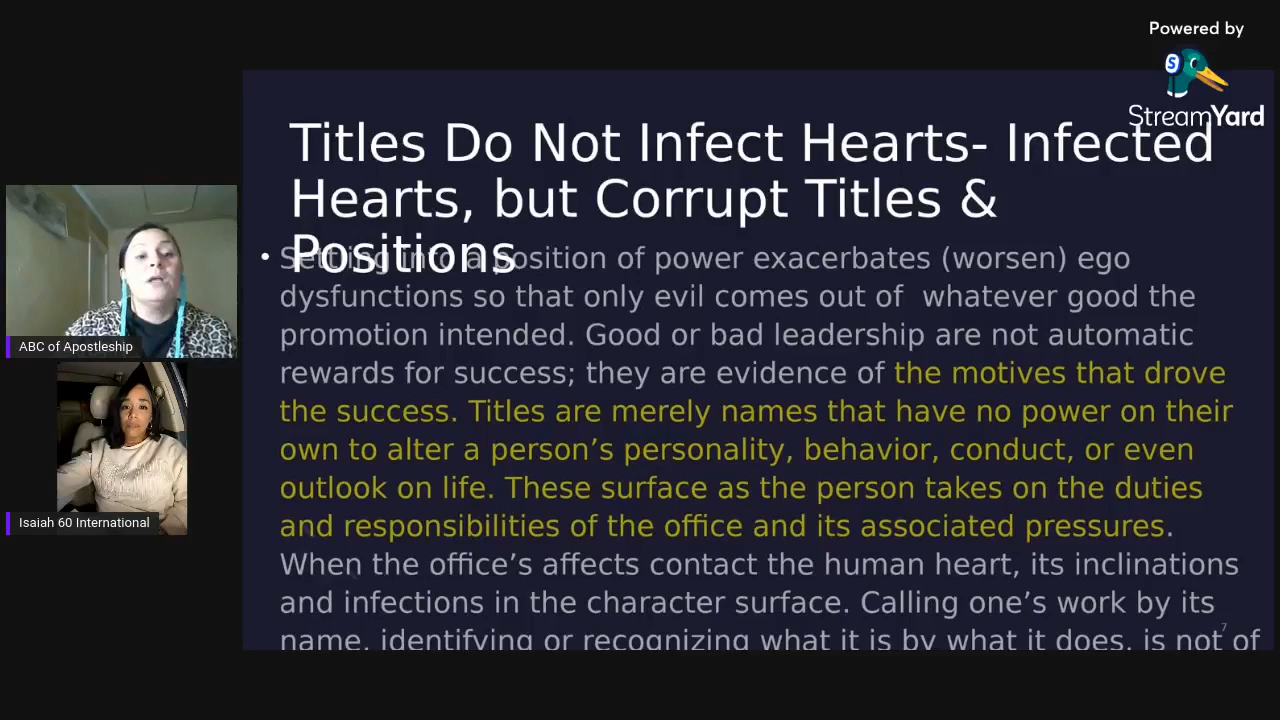 Powered by
StreamYard
Titles Do Not Infect Hearts- Infected
Hearts, but Corrupt Titles &
Positions
• Setting into a position of power exacerbates (worsen) ego
dysfunctions so that only evil comes out of  whatever good the
promotion intended. Good or bad leadership are not automatic
rewards for success; they are evidence of the motives that drove
the success. Titles are merely names that have no power on their
own to alter a person’s personality, behavior, conduct, or even
outlook on life. These surface as the person takes on the duties
and responsibilities of the office and its associated pressures.
When the office’s affects contact the human heart, its inclinations
and infections in the character surface. Calling one’s work by its
name, identifying or recognizing what it is by what it does, is not of
7
ABC of Apostleship
Isaiah 60 International